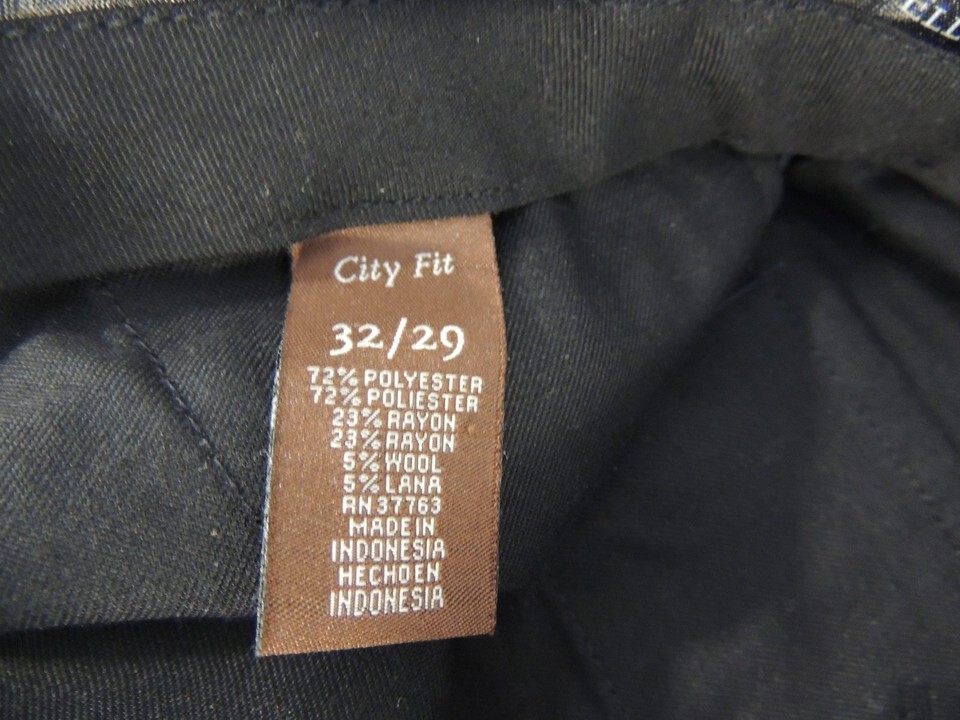 City Fit
32/29
72% POLYESTER
72% POLIESTER
23% RAYON
23% RAYON
5% WOOL
5% LANA
RN 37763
MADE IN
INDONESIA
HECHO EN
INDONESIA